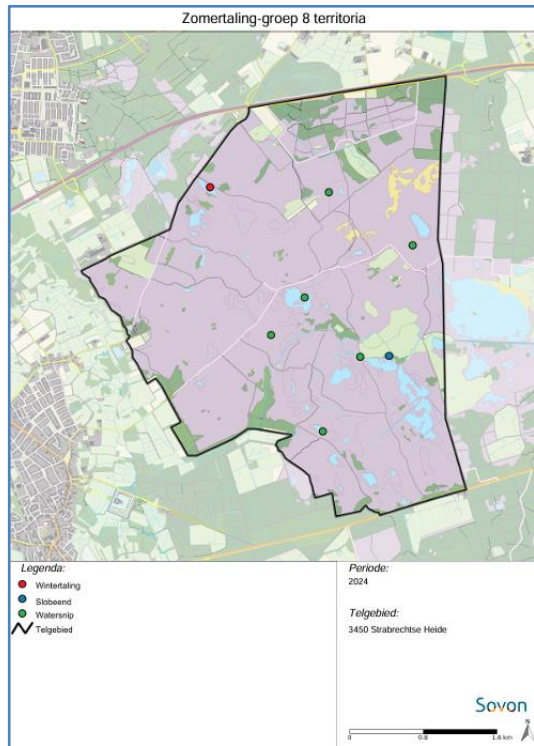 Zomertaling-groep 8 territoria
Legenda:
Wintertaling
Slobeend
Watersnip
Telgebied
Periode:
2024
Telgebied:
3450 Strabrechtse Heide
Sovon
N
0 0.8 1.6 km